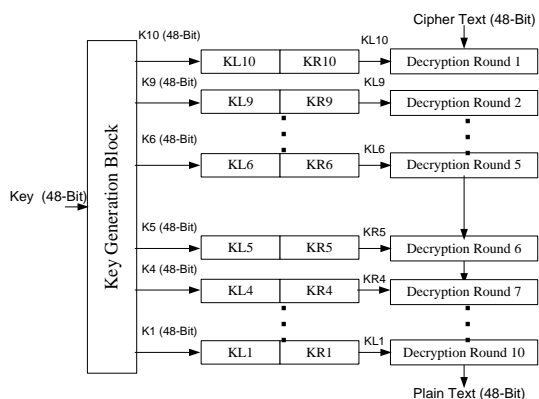 Cipher Text (48-Bit)
K10 (48-Bit)
KL10 KR10
KL10
Decryption Round 1
K9 (48-Bit)
KL9 KR9
KL9
Decryption Round 2
K6 (48-Bit)
KL6 KR6
KL6
Decryption Round 5
Key (48-Bit)
Key Generation Block
K5 (48-Bit)
KL5 KR5
KR5
Decryption Round 6
K4 (48-Bit)
KL4 KR4
KR4
Decryption Round 7
K1 (48-Bit)
KL1 KR1
KL1
Decryption Round 10
Plain Text (48-Bit)